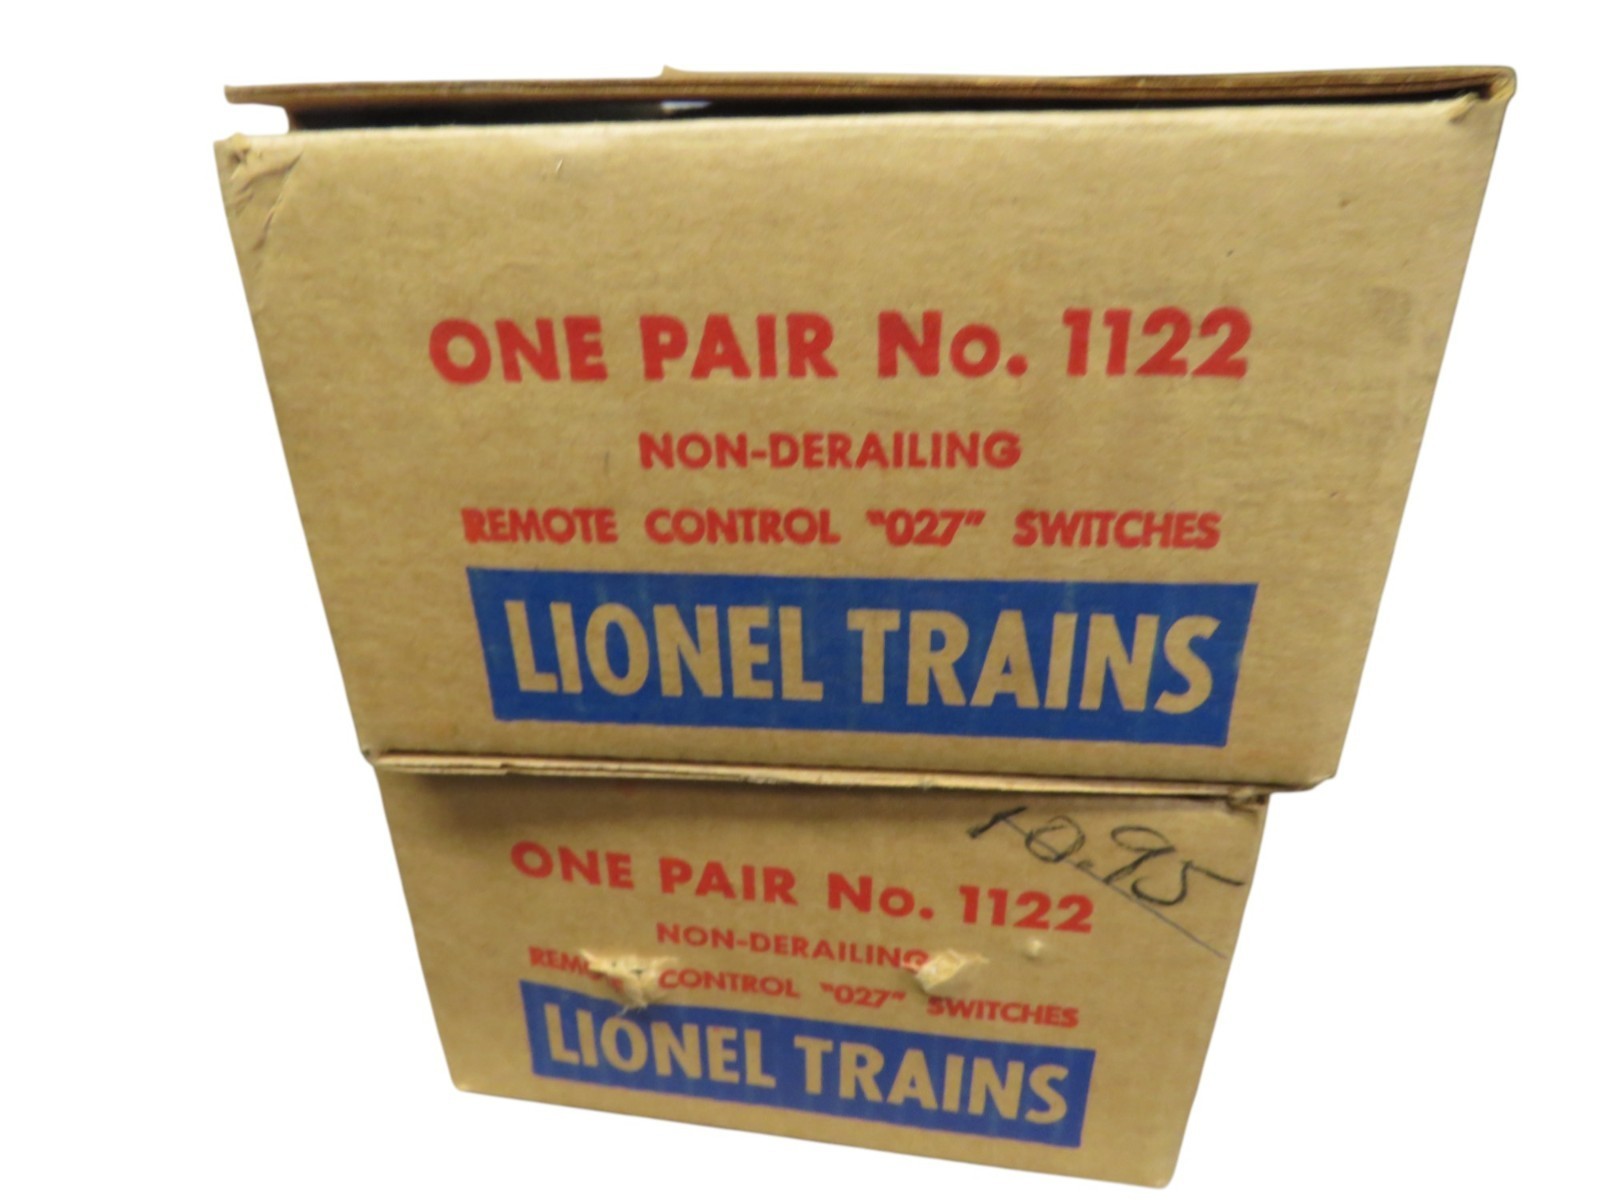 ONE PAIR No. 1122
NON-DERAILING
REMOTE CONTROL "027" SWITCHES
LIONEL TRAINS
10.95
ONE PAIR No. 1122
NON-DERAILING
REMOTE CONTROL "027" SWITCHES
LIONEL TRAINS